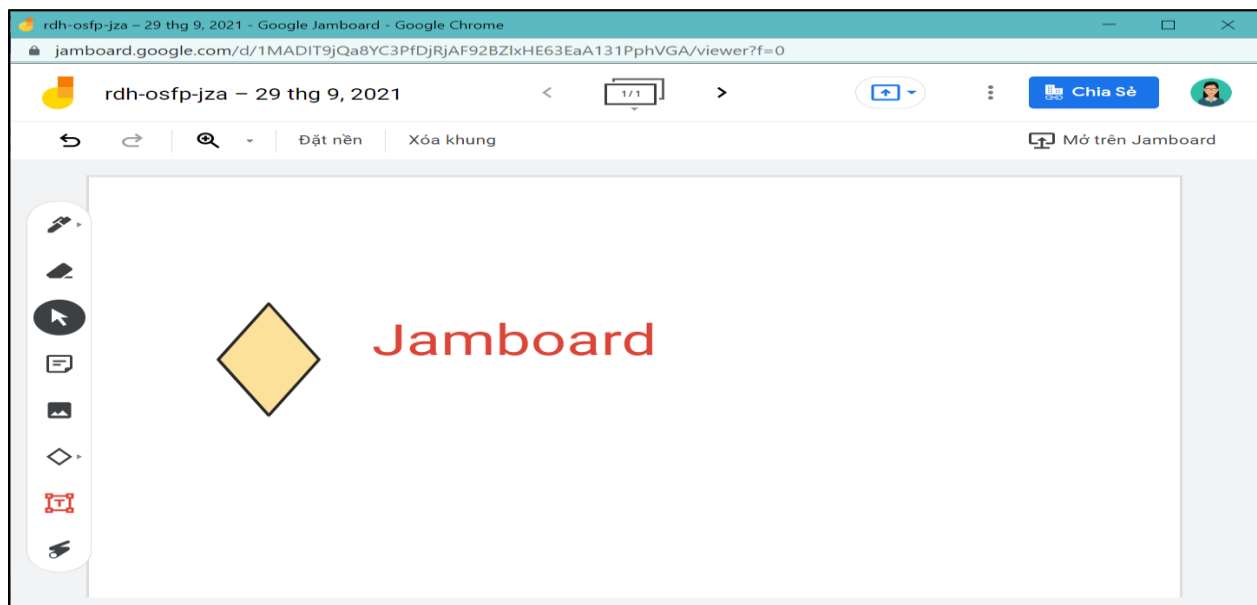 rdh-osfp-jza – 29 thg 9, 2021 - Google Jamboard - Google Chrome
jamboard.google.com/d/1MADIT9jQa8YC3PfDjRjAF92BZlxHE63EaA131PphVGA/viewer?f=0
rdh-osfp-jza – 29 thg 9, 2021
1/1
Chia Sẻ
Đặt nền
Xóa khung
Mở trên Jamboard
Jamboard
T